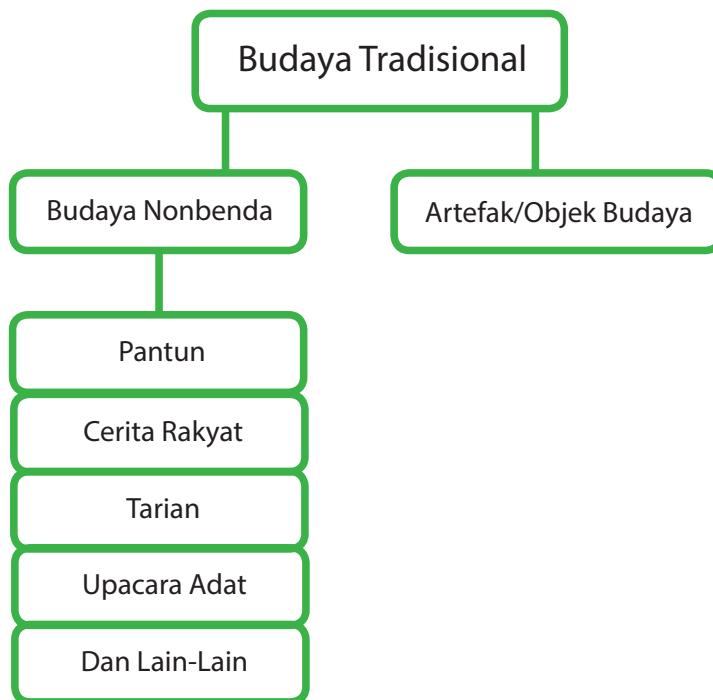 Budaya Tradisional
Budaya Nonbenda
Artefak/Objek Budaya
Pantun
Cerita Rakyat
Tarian
Upacara Adat
Dan Lain-Lain